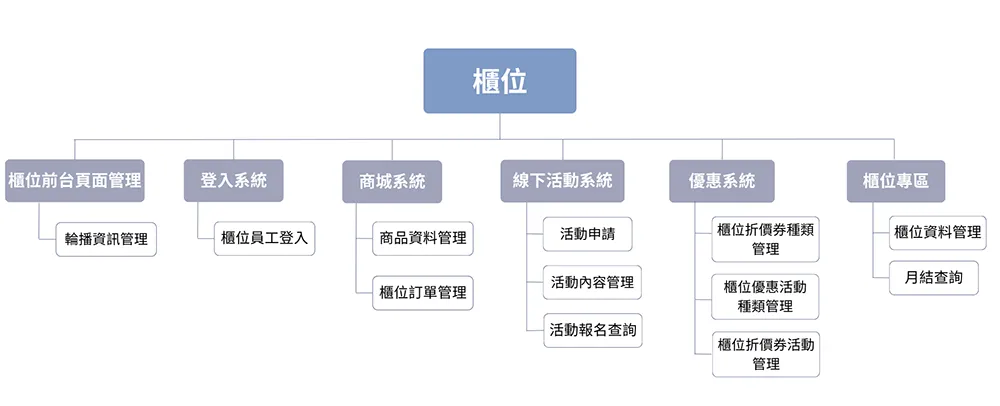 櫃位
櫃位前台頁面管理
輪播資訊管理
登入系統
櫃位員工登入
商城系統
商品資料管理
櫃位訂單管理
線下活動系統
活動申請
活動內容管理
活動報名查詢
優惠系統
櫃位折價券種類
管理
櫃位優惠活動
種類管理
櫃位折價券活動
管理
櫃位專區
櫃位資料管理
月結查詢